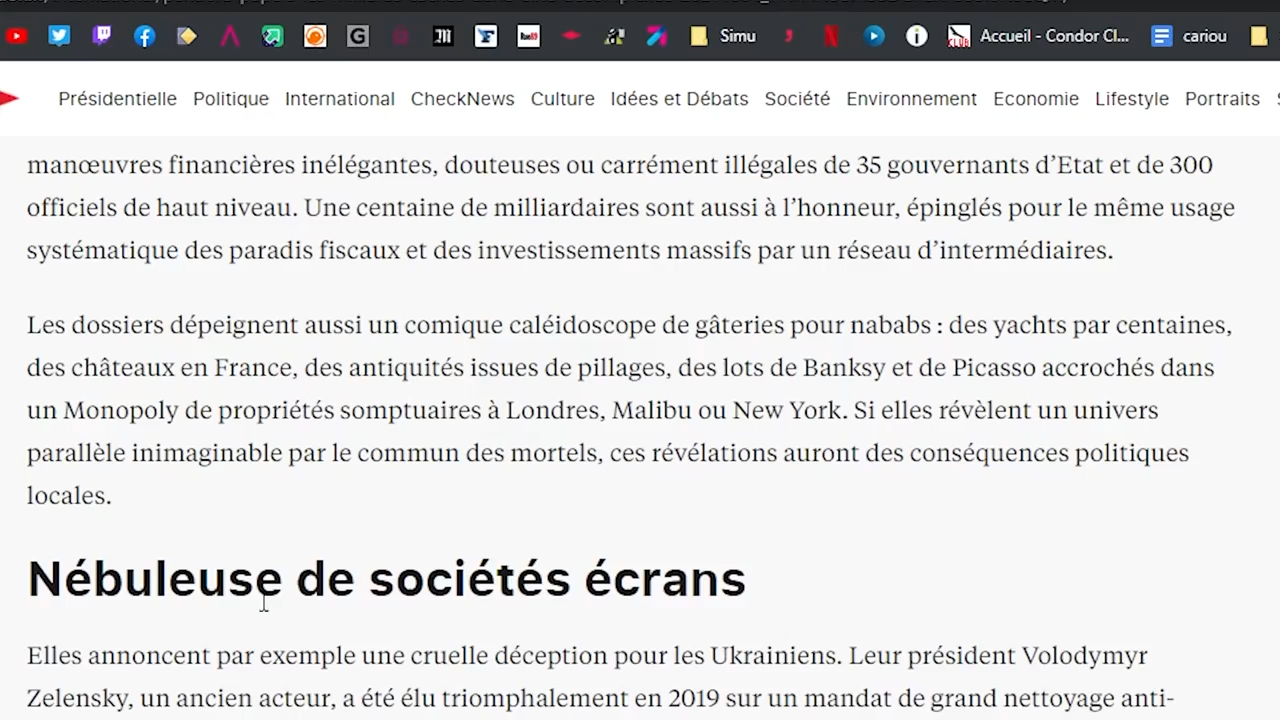 Simu
Accueil - Condor Cl...
cariou
Présidentielle Politique International CheckNews Culture Idées et Débats Société Environnement Economie Lifestyle Portraits
manœuvres financières inélégantes, douteuses ou carrément illégales de 35 gouvernants d’Etat et de 300
officiels de haut niveau. Une centaine de milliardaires sont aussi à l’honneur, épinglés pour le même usage
systématique des paradis fiscaux et des investissements massifs par un réseau d’intermédiaires.
Les dossiers dépeignent aussi un comique caléidoscope de gâteries pour nababs : des yachts par centaines,
des châteaux en France, des antiquités issues de pillages, des lots de Banksy et de Picasso accrochés dans
un Monopoly de propriétés somptuaires à Londres, Malibu ou New York. Si elles révèlent un univers
parallèle inimaginable par le commun des mortels, ces révélations auront des conséquences politiques
locales.
Nébuleuse de sociétés écrans
Elles annoncent par exemple une cruelle déception pour les Ukrainiens. Leur président Volodymyr
Zelensky, un ancien acteur, a été élu triomphalement en 2019 sur un mandat de grand nettoyage anti-